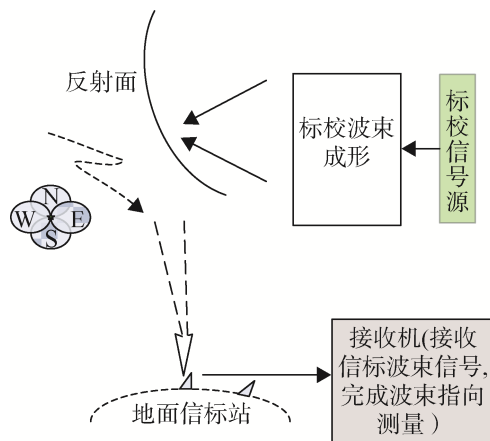 反射面
标校波束
成形
标校信号源
N
W E
S
接收机(接收
信标波束信号,
完成波束指向
测量)
地面信标站